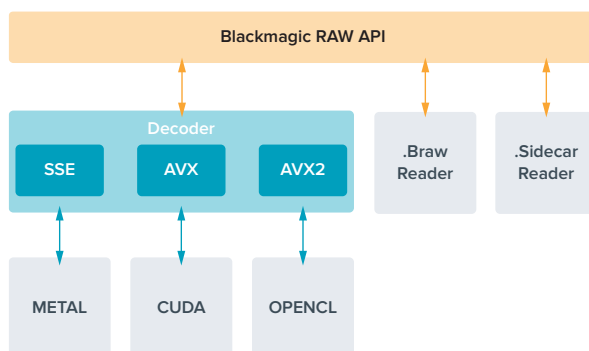 Blackmagic RAW API
Decoder
SSE
AVX
AVX2
.Braw
Reader
.Sidecar
Reader
METAL
CUDA
OPENCL